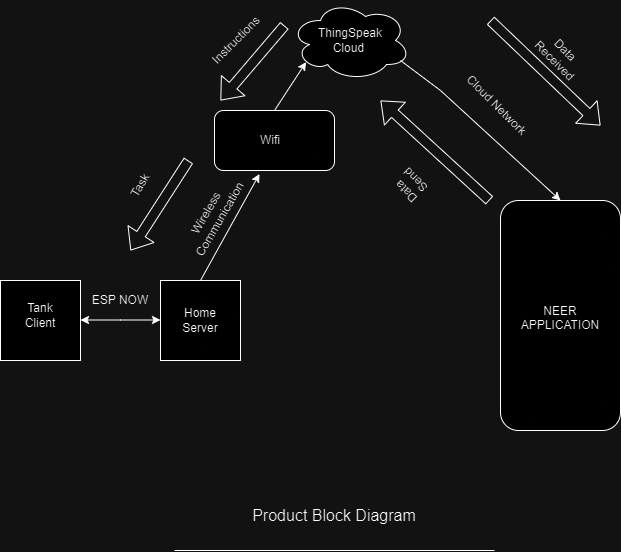 ThingSpeak
Cloud
Instructions
Data
Received
Cloud Network
Wifi
Data
Send
Task
Wireless
Communication
ESP NOW
Tank
Client
Home
Server
NEER
APPLICATION
Product Block Diagram